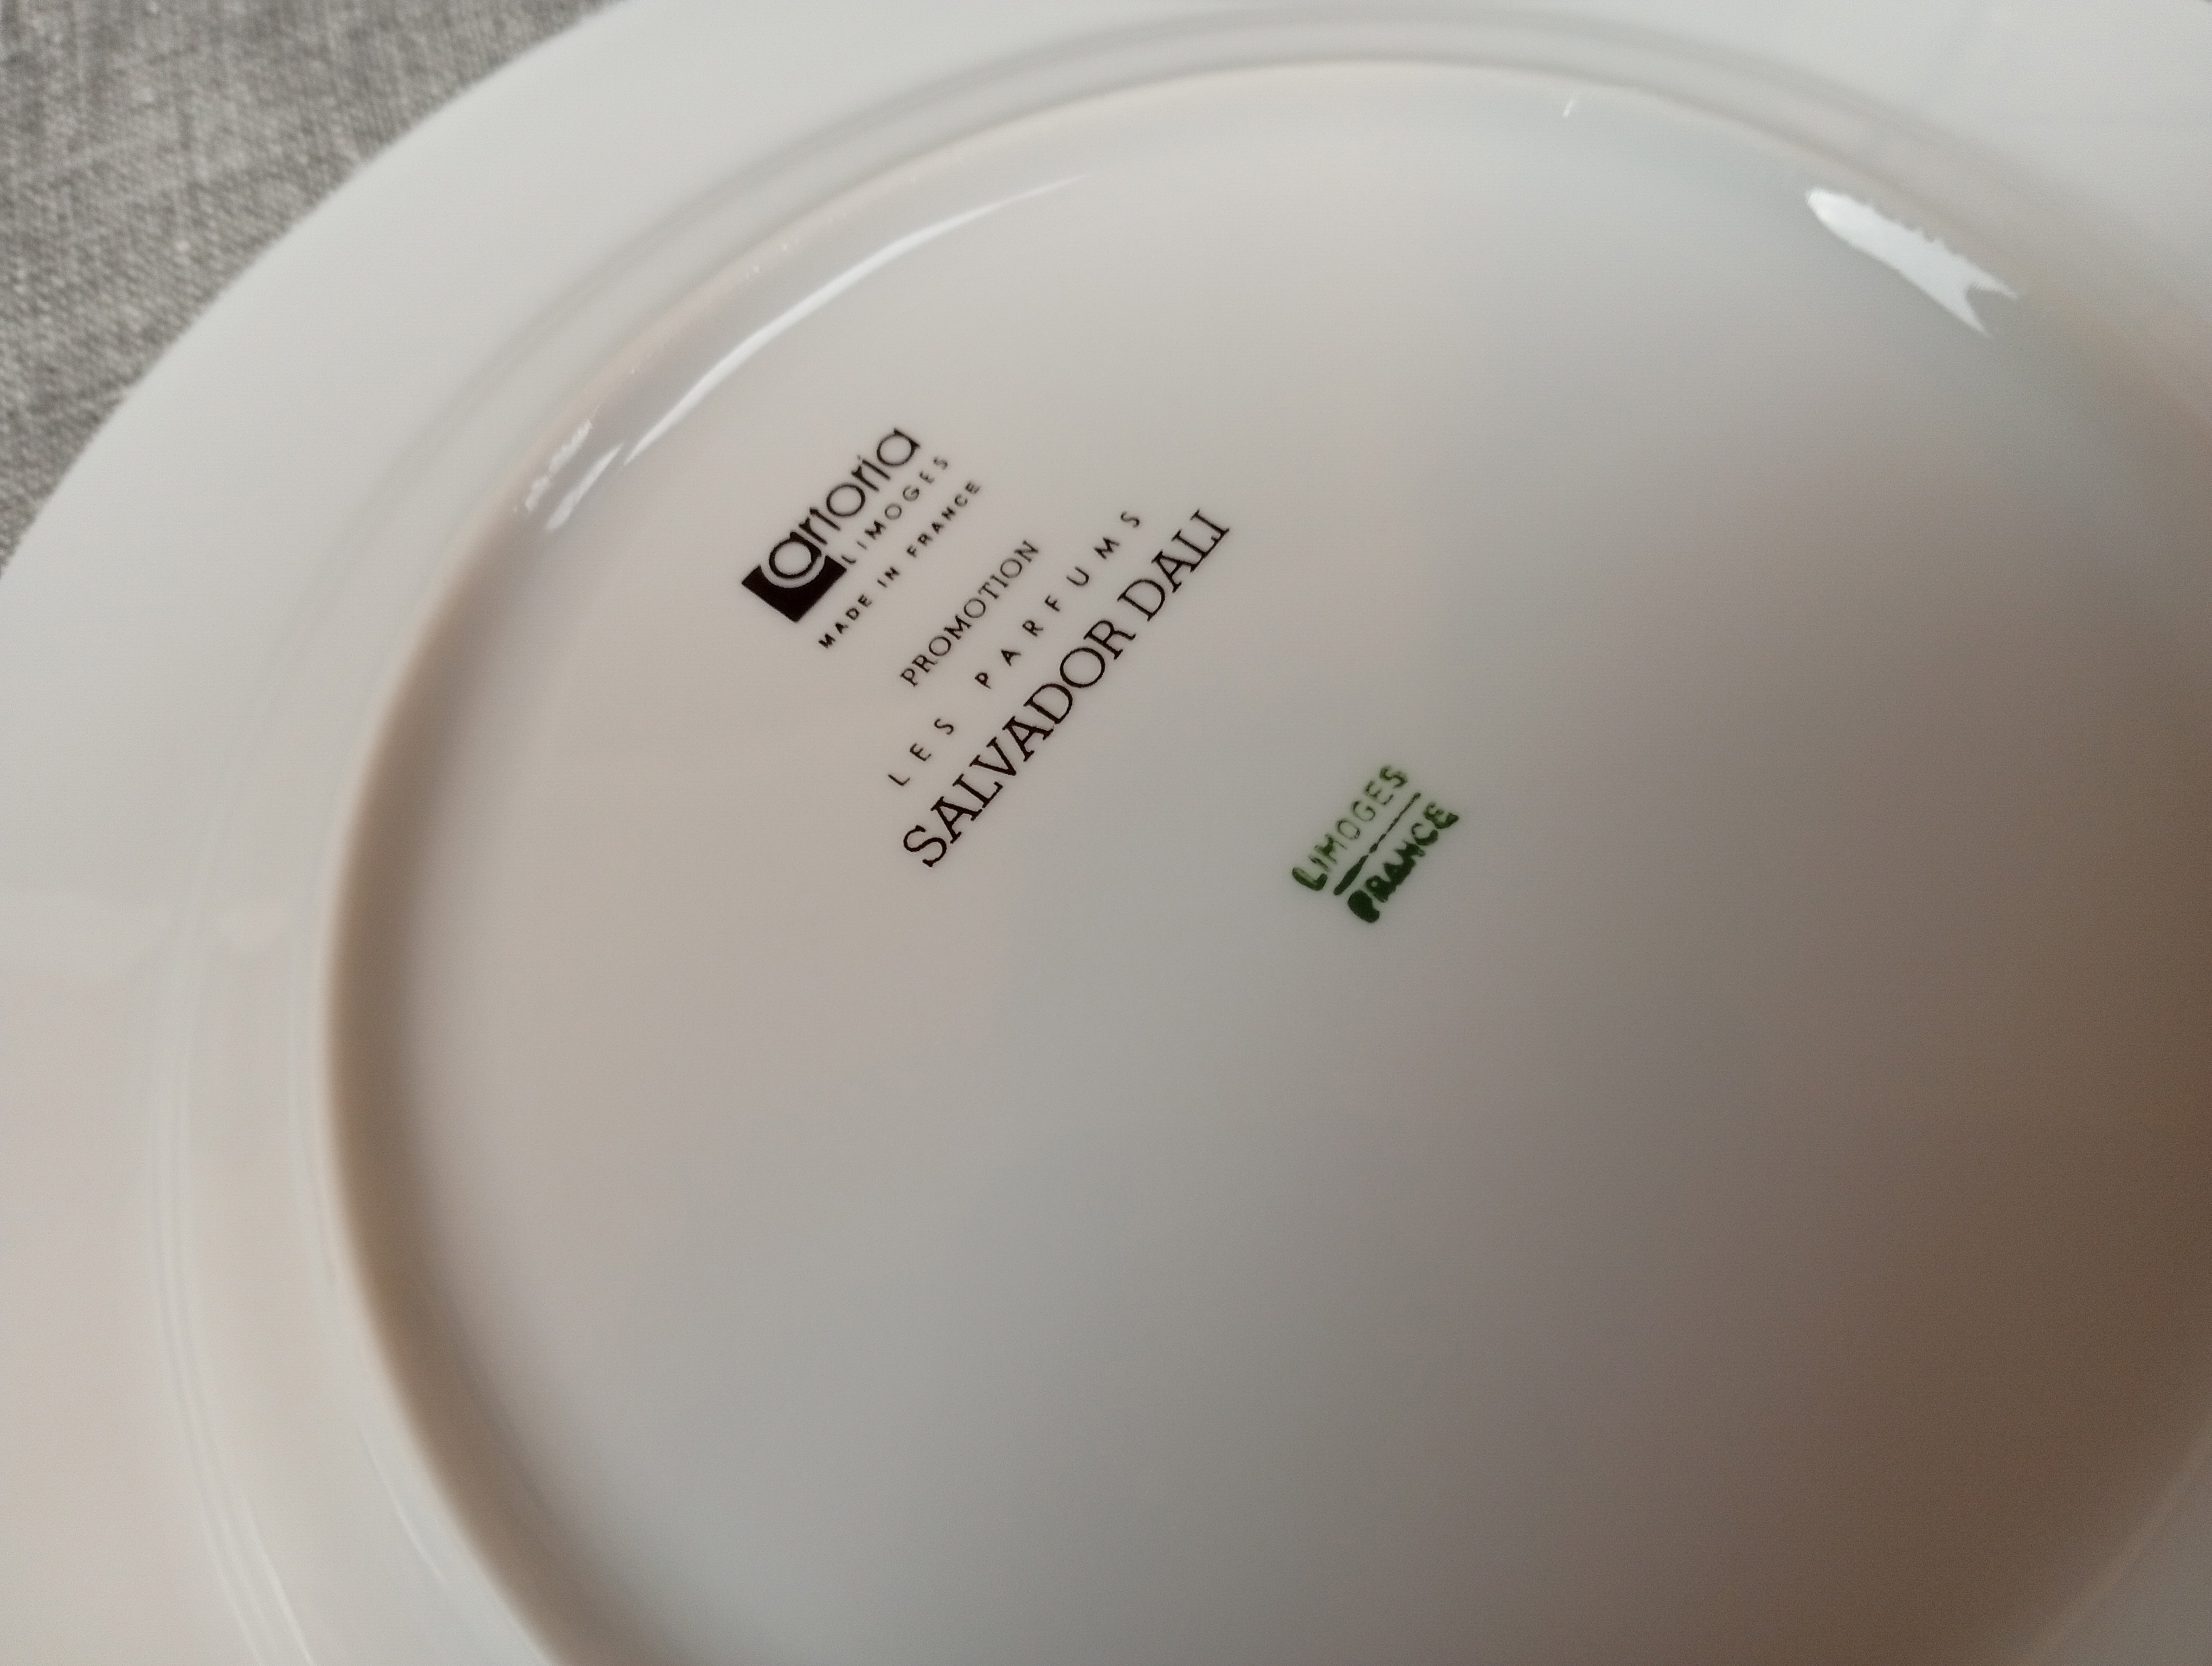 artoria
LIMOGES
MADE IN FRANCE
PROMOTION
LES PARFUMS
SALVADOR DALI
LIMOGES
FRANCE